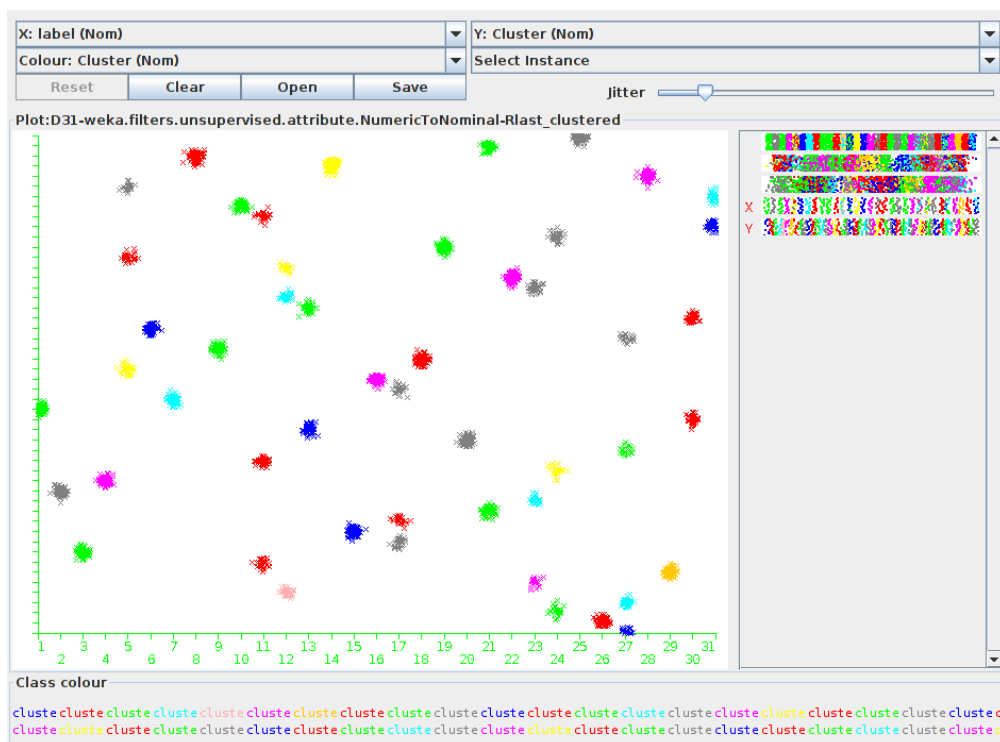 X: label (Nom) Y: Cluster (Nom)
Colour: Cluster (Nom) Select Instance
Reset Clear Open Save Jitter
Plot:D31-weka.filters.unsupervised.attribute.NumericToNominal-Rlast_clustered
X
Y
1 3 5 7 9 11 13 15 17 19 21 23 25 27 29 31
2 4 6 8 10 12 14 16 18 20 22 24 26 28 30
Class colour
cluste cluste cluste cluste cluste cluste cluste cluste cluste cluste cluste cluste cluste cluste cluste cluste cluste cluste cluste cluste cluste c
cluste cluste cluste cluste cluste cluste cluste cluste cluste cluste cluste cluste cluste cluste cluste cluste cluste cluste cluste cluste cluste c